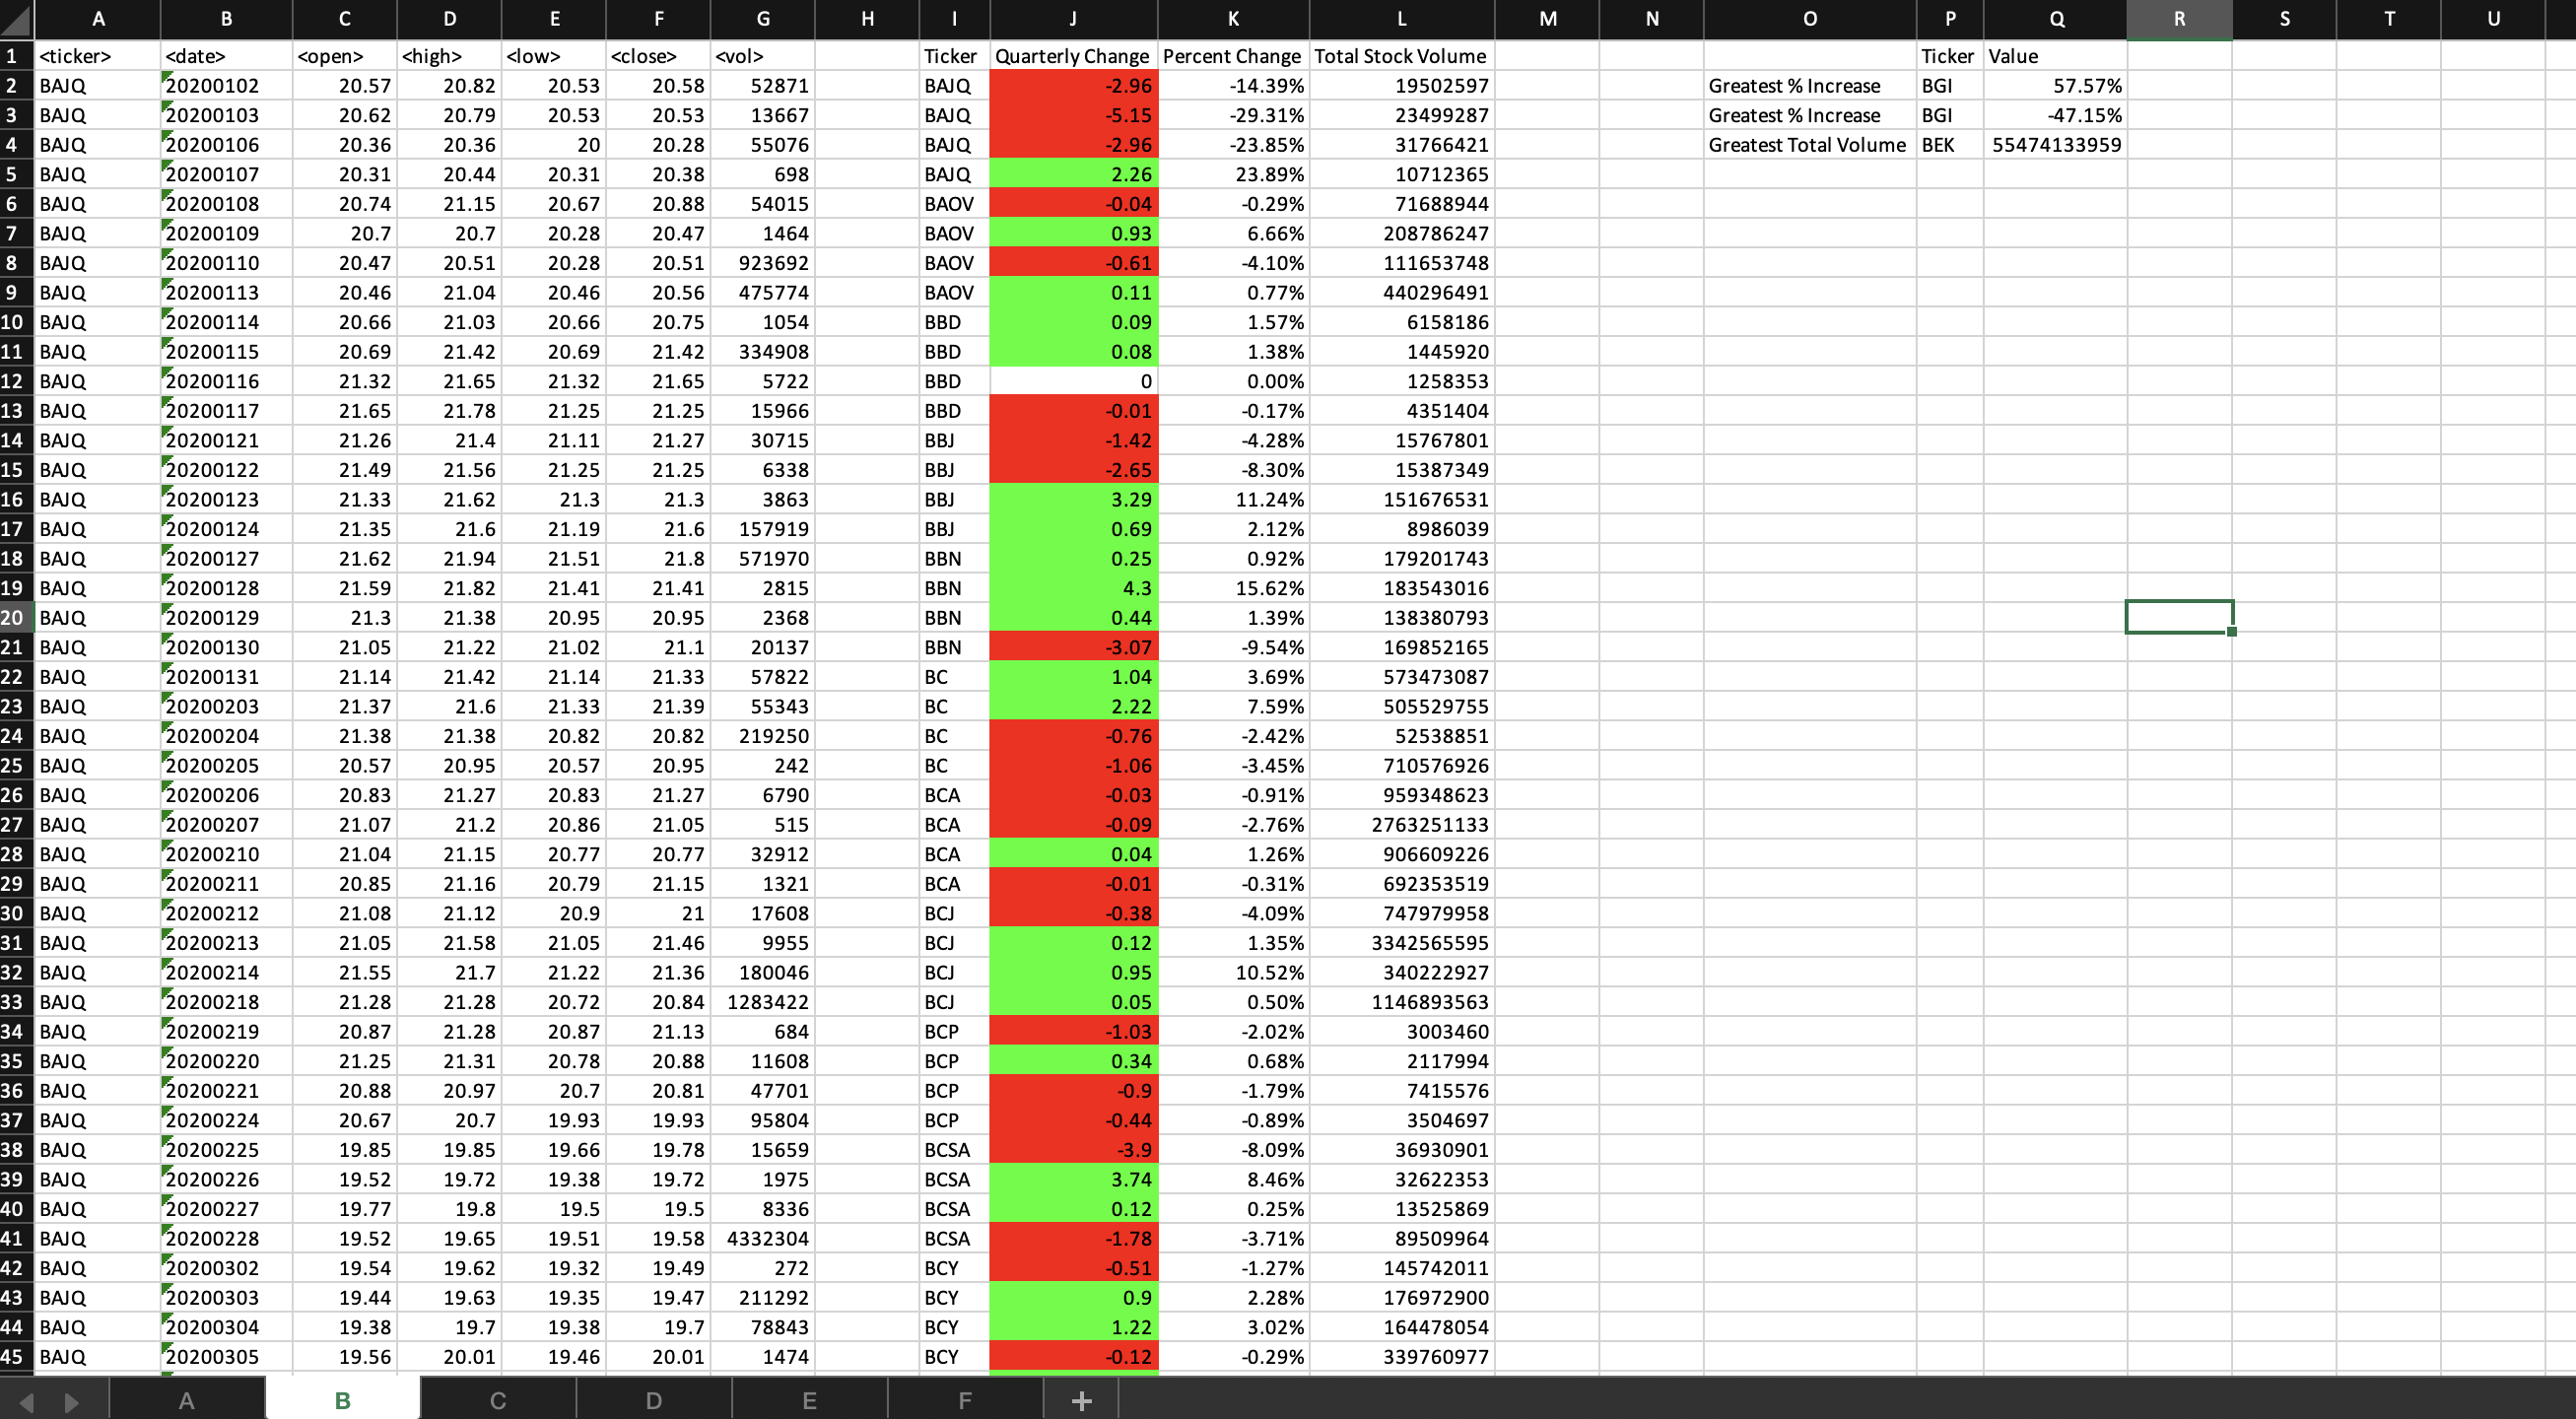 A B C D E F G H I J K L M N O P Q R S T U
1 <ticker> <date> <open> <high> <low> <close> <vol> Ticker Quarterly Change Percent Change Total Stock Volume Ticker Value
2 BAJQ 20200102 20.57 20.82 20.53 20.58 52871 BAJQ -2.96 -14.39% 19502597 Greatest % Increase BGI 57.57%
3 BAJQ 20200103 20.62 20.79 20.53 20.53 13667 BAJQ -5.15 -29.31% 23499287 Greatest % Increase BGI -47.15%
4 BAJQ 20200106 20.36 20.36 20 20.28 55076 BAJQ -2.96 -23.85% 31766421 Greatest Total Volume BEK 55474133959
5 BAJQ 20200107 20.31 20.44 20.31 20.38 698 BAJQ 2.26 23.89% 10712365
6 BAJQ 20200108 20.74 21.15 20.67 20.88 54015 BAOV -0.04 -0.29% 71688944
7 BAJQ 20200109 20.7 20.7 20.28 20.47 1464 BAOV 0.93 6.66% 208786247
8 BAJQ 20200110 20.47 20.51 20.28 20.51 923692 BAOV -0.61 -4.10% 111653748
9 BAJQ 20200113 20.46 21.04 20.46 20.56 475774 BAOV 0.11 0.77% 440296491
10 BAJQ 20200114 20.66 21.03 20.66 20.75 1054 BBD 0.09 1.57% 6158186
11 BAJQ 20200115 20.69 21.42 20.69 21.42 334908 BBD 0.08 1.38% 1445920
12 BAJQ 20200116 21.32 21.65 21.32 21.65 5722 BBD 0 0.00% 1258353
13 BAJQ 20200117 21.65 21.78 21.25 21.25 15966 BBD -0.01 -0.17% 4351404
14 BAJQ 20200121 21.26 21.4 21.11 21.27 30715 BBJ -1.42 -4.28% 15767801
15 BAJQ 20200122 21.49 21.56 21.25 21.25 6338 BBJ -2.65 -8.30% 15387349
16 BAJQ 20200123 21.33 21.62 21.3 21.3 3863 BBJ 3.29 11.24% 151676531
17 BAJQ 20200124 21.35 21.6 21.19 21.6 157919 BBJ 0.69 2.12% 8986039
18 BAJQ 20200127 21.62 21.94 21.51 21.8 571970 BBN 0.25 0.92% 179201743
19 BAJQ 20200128 21.59 21.82 21.41 21.41 2815 BBN 4.3 15.62% 183543016
20 BAJQ 20200129 21.3 21.38 20.95 20.95 2368 BBN 0.44 1.39% 138380793
21 BAJQ 20200130 21.05 21.22 21.02 21.1 20137 BBN -3.07 -9.54% 169852165
22 BAJQ 20200131 21.14 21.42 21.14 21.33 57822 BC 1.04 3.69% 573473087
23 BAJQ 20200203 21.37 21.6 21.33 21.39 55343 BC 2.22 7.59% 505529755
24 BAJQ 20200204 21.38 21.38 20.82 20.82 219250 BC -0.76 -2.42% 52538851
25 BAJQ 20200205 20.57 20.95 20.57 20.95 242 BC -1.06 -3.45% 710576926
26 BAJQ 20200206 20.83 21.27 20.83 21.27 6790 BCA -0.03 -0.91% 959348623
27 BAJQ 20200207 21.07 21.2 20.86 21.05 515 BCA -0.09 -2.76% 2763251133
28 BAJQ 20200210 21.04 21.15 20.77 20.77 32912 BCA 0.04 1.26% 906609226
29 BAJQ 20200211 20.85 21.16 20.79 21.15 1321 BCA -0.01 -0.31% 692353519
30 BAJQ 20200212 21.08 21.12 20.9 21 17608 BCJ -0.38 -4.09% 747979958
31 BAJQ 20200213 21.05 21.58 21.05 21.46 9955 BCJ 0.12 1.35% 3342565595
32 BAJQ 20200214 21.55 21.7 21.22 21.36 180046 BCJ 0.95 10.52% 340222927
33 BAJQ 20200218 21.28 21.28 20.72 20.84 1283422 BCJ 0.05 0.50% 1146893563
34 BAJQ 20200219 20.87 21.28 20.87 21.13 684 BCP -1.03 -2.02% 3003460
35 BAJQ 20200220 21.25 21.31 20.78 20.88 11608 BCP 0.34 0.68% 2117994
36 BAJQ 20200221 20.88 20.97 20.7 20.81 47701 BCP -0.9 -1.79% 7415576
37 BAJQ 20200224 20.67 20.7 19.93 19.93 95804 BCP -0.44 -0.89% 3504697
38 BAJQ 20200225 19.85 19.85 19.66 19.78 15659 BCSA -3.9 -8.09% 36930901
39 BAJQ 20200226 19.52 19.72 19.38 19.72 1975 BCSA 3.74 8.46% 32622353
40 BAJQ 20200227 19.77 19.8 19.5 19.5 8336 BCSA 0.12 0.25% 13525869
41 BAJQ 20200228 19.52 19.65 19.51 19.58 4332304 BCSA -1.78 -3.71% 89509964
42 BAJQ 20200302 19.54 19.62 19.32 19.49 272 BCY -0.51 -1.27% 145742011
43 BAJQ 20200303 19.44 19.63 19.35 19.47 211292 BCY 0.9 2.28% 176972900
44 BAJQ 20200304 19.38 19.7 19.38 19.7 78843 BCY 1.22 3.02% 164478054
45 BAJQ 20200305 19.56 20.01 19.46 20.01 1474 BCY -0.12 -0.29% 339760977
A B C D E F +